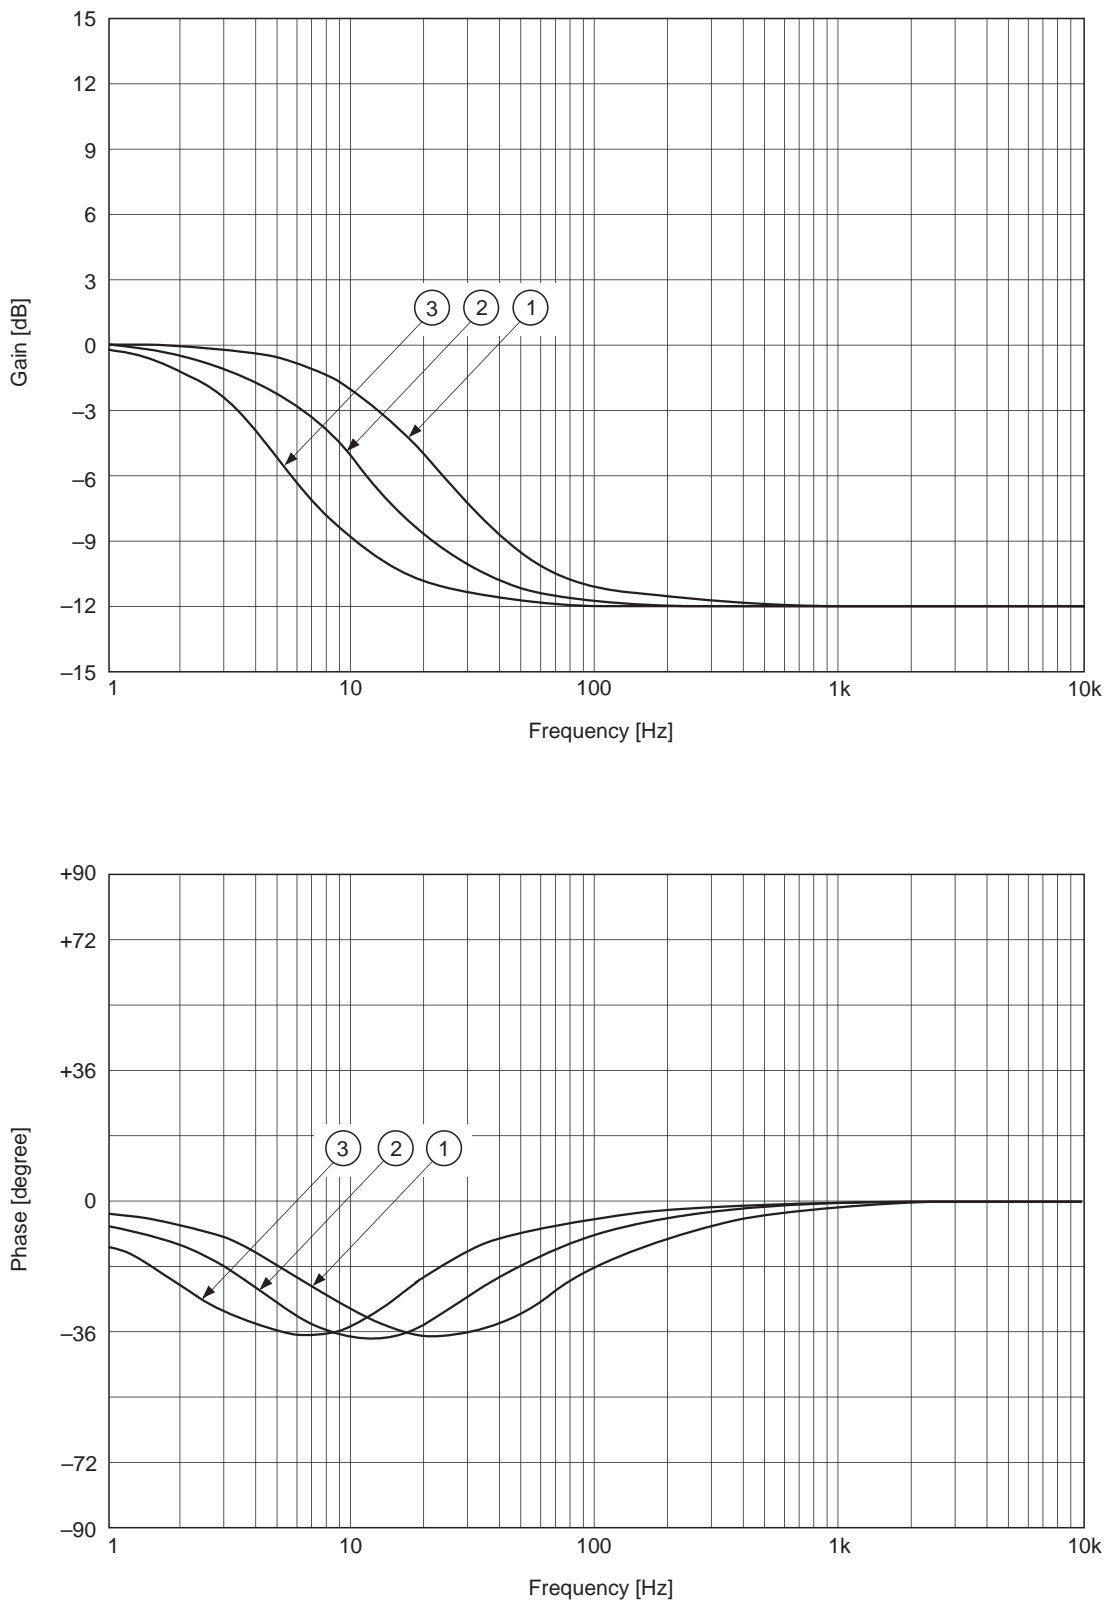 15
12
9
6
3
0
–3
–6
–9
–12
–15
Gain [dB]
3 2 1
1 10 100 1k 10k
Frequency [Hz]
+90
+72
+36
0
–36
–72
–90
Phase [degree]
3 2 1
1 10 100 1k 10k
Frequency [Hz]